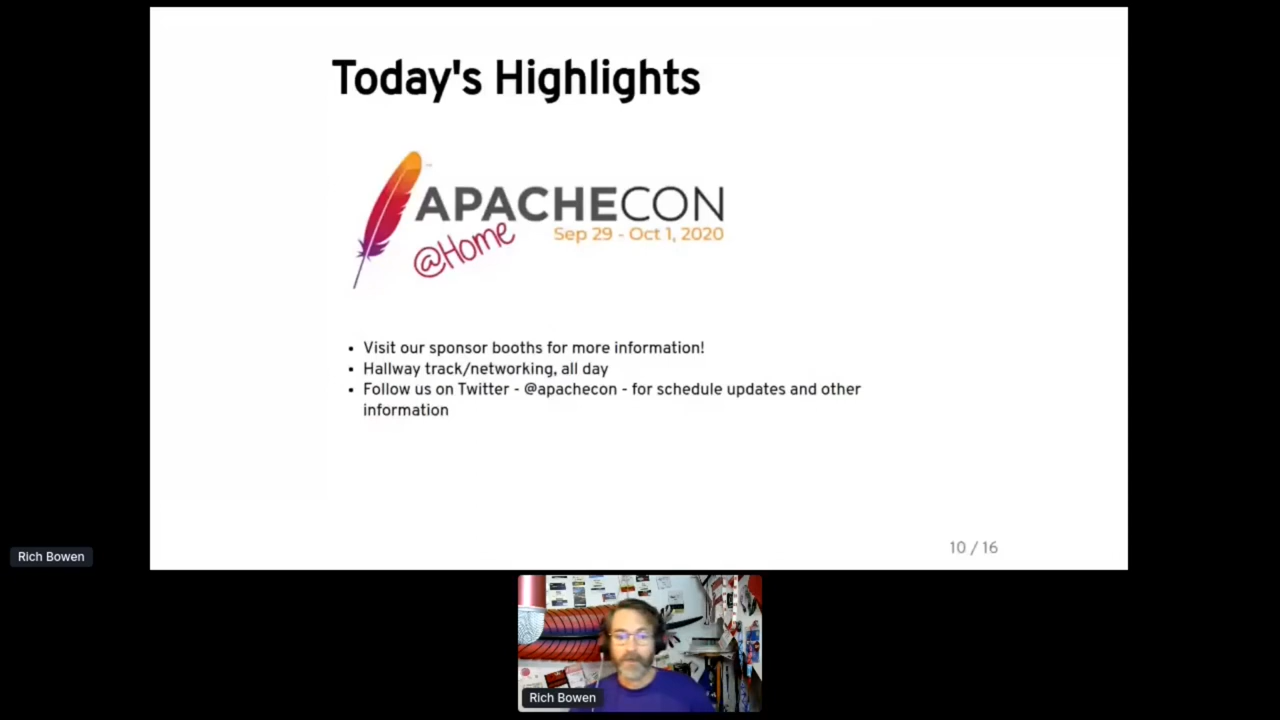 Today's Highlights
APACHECON
@Home
Sep 29 - Oct 1, 2020
• Visit our sponsor booths for more information!
• Hallway track/networking, all day
• Follow us on Twitter - @apachecon - for schedule updates and other
information
10 / 16
Rich Bowen
Rich Bowen